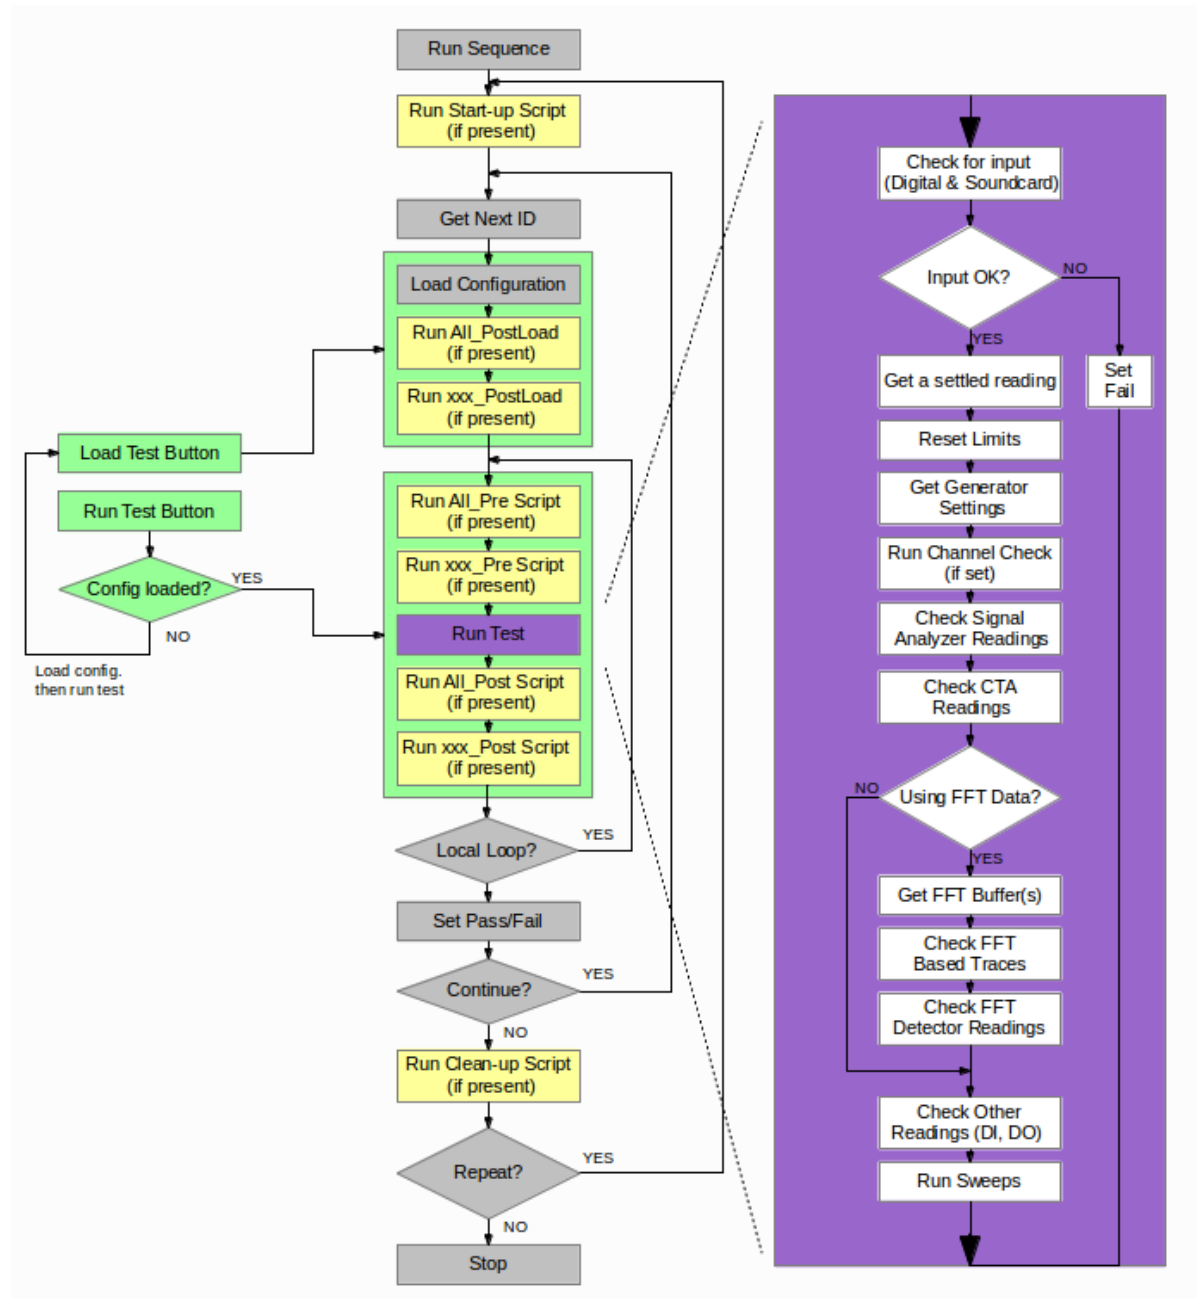 Run Sequence
Run Start-up Script
(if present)
Get Next ID
Load Configuration
Run All_PostLoad
(if present)
Run xxx_PostLoad
(if present)
Load Test Button
Run Test Button
Config loaded?
YES
NO
Load config.
then run test
Run All_Pre Script
(if present)
Run xxx_Pre Script
(if present)
Run Test
Run All_Post Script
(if present)
Run xxx_Post Script
(if present)
Local Loop?
YES
Set Pass/Fail
Continue?
YES
NO
Run Clean-up Script
(if present)
Repeat?
YES
NO
Stop
Check for input
(Digital & Soundcard)
Input OK?
NO
YES
Set
Fail
Get a settled reading
Reset Limits
Get Generator
Settings
Run Channel Check
(if set)
Check Signal
Analyzer Readings
Check CTA
Readings
Using FFT Data?
NO
YES
Get FFT Buffer(s)
Check FFT
Based Traces
Check FFT
Detector Readings
Check Other
Readings (DI, DO)
Run Sweeps